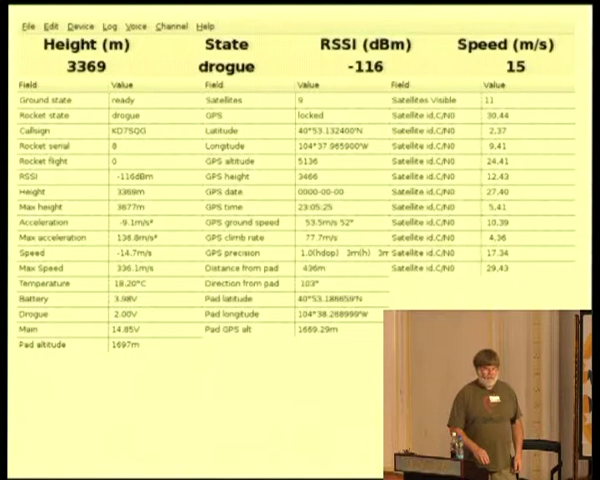 File Edit Device Log Voice Channel Help
Height (m) State RSSI (dBm) Speed (m/s)
3369 drogue -116 15
Field Value Field Value Field Value
Ground state ready Satellites 9 Satellites Visible 11
Rocket state drogue GPS locked Satellite id,C/N0 30,44
Callsign KD7SQG Latitude 40°53.132400'N Satellite id,C/N0 2,37
Rocket serial 8 Longitude 104°37.965900'W Satellite id,C/N0 9,41
Rocket flight 0 GPS altitude 5136 Satellite id,C/N0 24,41
RSSI -116dBm GPS height 3466 Satellite id,C/N0 12,43
Height 3369m GPS date 0000-00-00 Satellite id,C/N0 27,40
Max height 3677m GPS time 23:05:25 Satellite id,C/N0 5,41
Acceleration -9.1m/s² GPS ground speed 53.5m/s 52° Satellite id,C/N0 10,39
Max acceleration 136.8m/s² GPS climb rate 77.7m/s Satellite id,C/N0 4,36
Speed -14.7m/s GPS precision 1.0(hdop) 3m(h) 3m Satellite id,C/N0 17,34
Max Speed 336.1m/s Distance from pad 436m Satellite id,C/N0 29,43
Temperature 18.20°C Direction from pad 103°
Battery 3.98V Pad latitude 40°53.186659'N
Drogue 2.00V Pad longitude 104°38.268999'W
Main 14.85V Pad GPS alt 1669.29m
Pad altitude 1697m